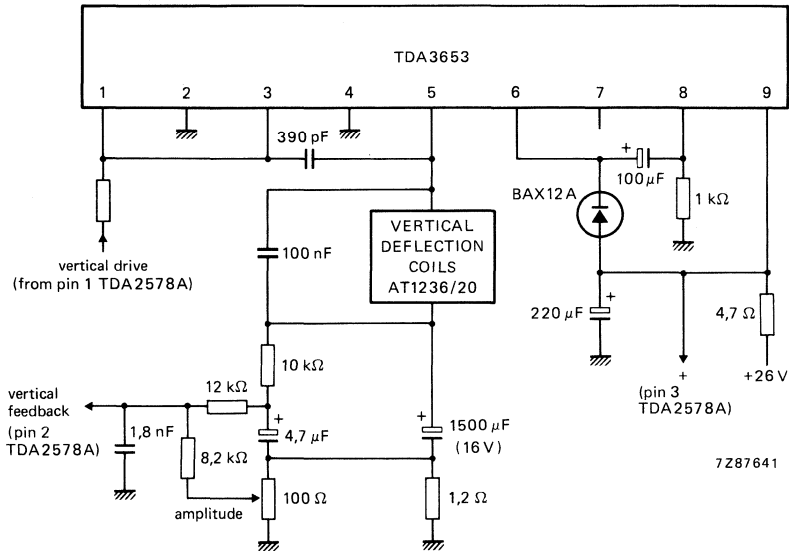 TDA3653
1 2 3 4 5 6 7 8 9
390 pF
+
100 μF
BAX12A
1 kΩ
VERTICAL
DEFLECTION
COILS
AT1236/20
100 nF
vertical drive
(from pin 1 TDA2578A)
220 μF
+
4,7 Ω
10 kΩ
12 kΩ
+
(pin 3
TDA2578A)
+26 V
vertical
feedback
(pin 2
TDA2578A)
1,8 nF
+
4,7 μF
+
1500 μF
(16 V)
8,2 kΩ
7Z87641
amplitude
100 Ω
1,2 Ω